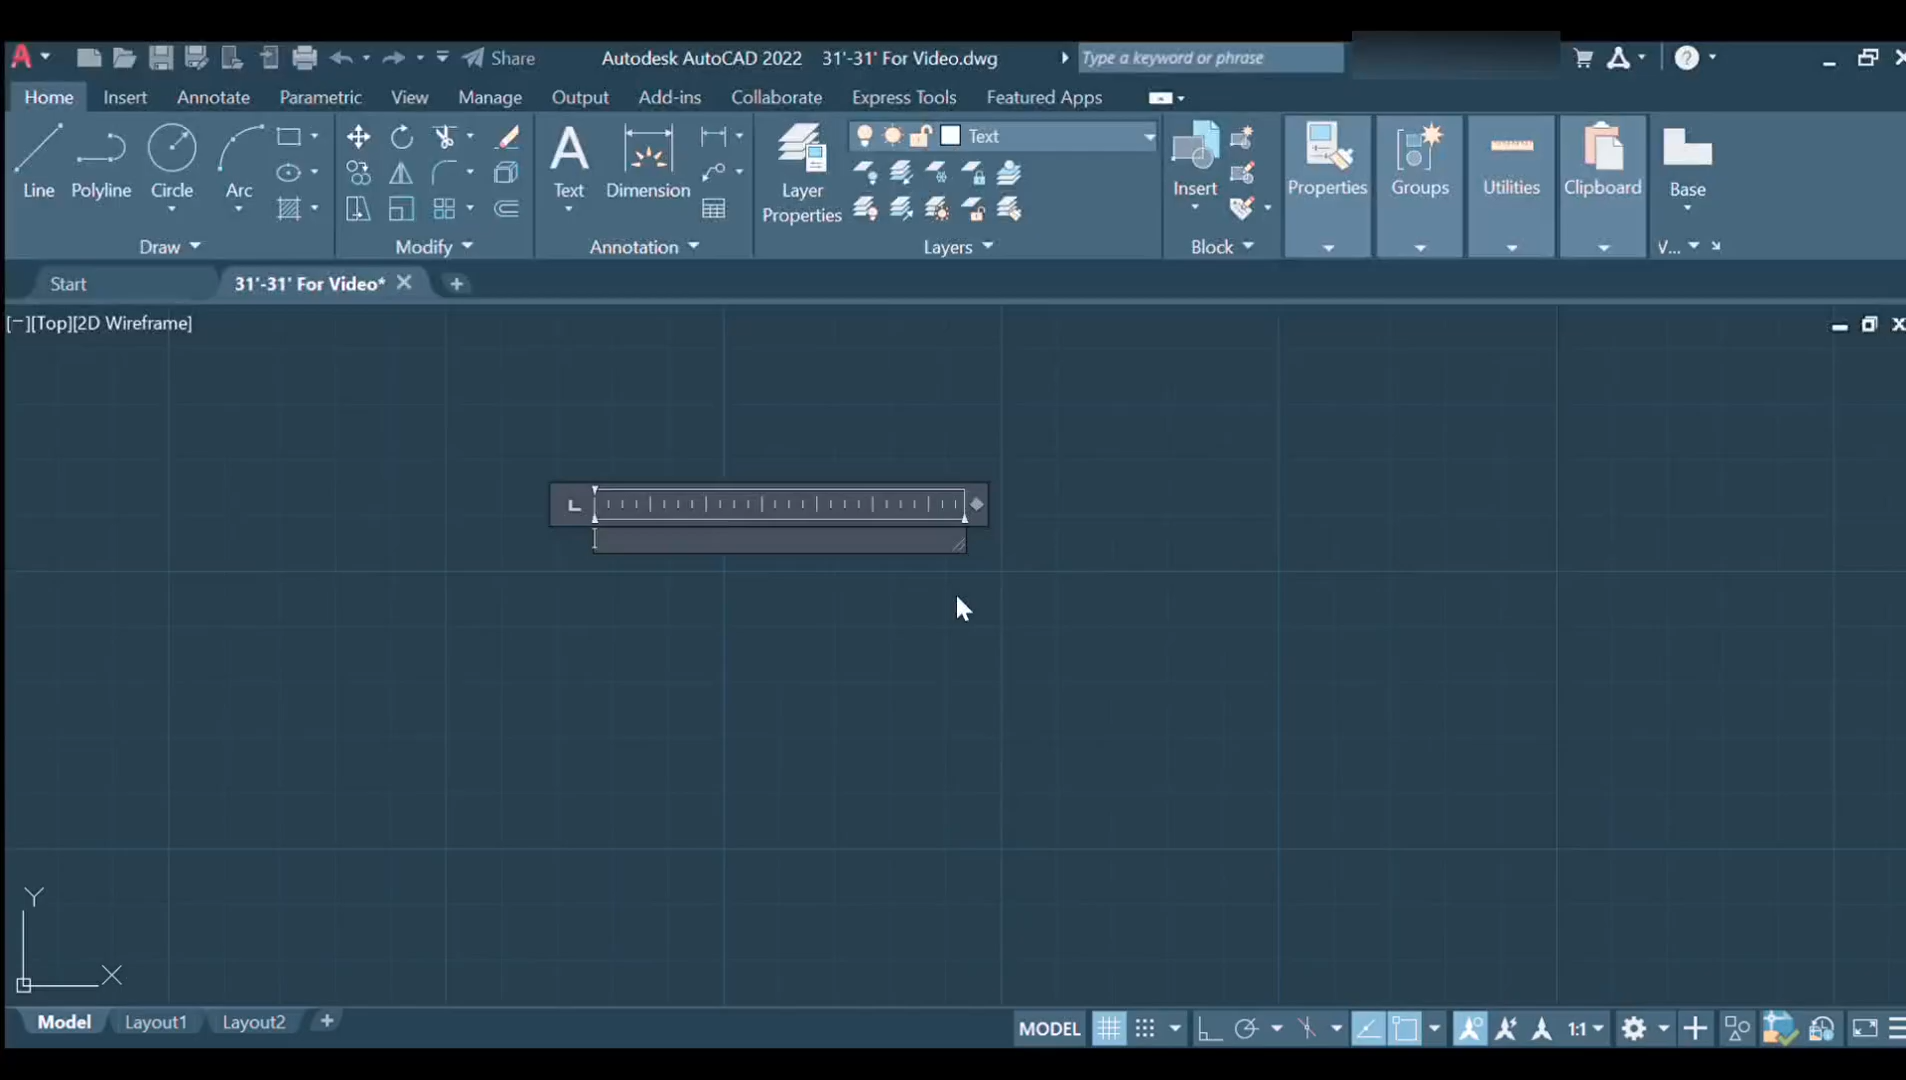 Share
Autodesk AutoCAD 2022 31'-31' For Video.dwg
Type a keyword or phrase
Home Insert Annotate Parametric View Manage Output Add-ins Collaborate Express Tools Featured Apps
Line Polyline Circle Arc
Text Dimension
Layer Properties
Text
Insert
Properties Groups Utilities Clipboard Base
Draw Modify Annotation Layers Block V...
Start 31'-31' For Video*
[−][Top][2D Wireframe]
Y
X
Model Layout1 Layout2
MODEL 1:1